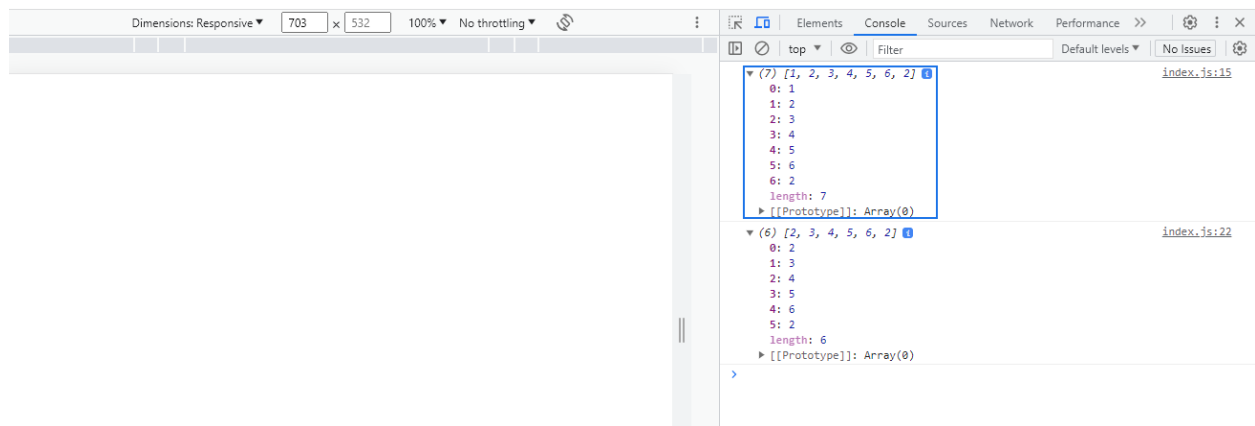 Dimensions: Responsive ▼ 703 x 532 100% ▼ No throttling ▼
Elements Console Sources Network Performance >>
top ▼ Filter Default levels ▼ No Issues
▼ (7) [1, 2, 3, 4, 5, 6, 2] i index.js:15
0: 1
1: 2
2: 3
3: 4
4: 5
5: 6
6: 2
length: 7
▶ [[Prototype]]: Array(0)
▼ (6) [2, 3, 4, 5, 6, 2] i index.js:22
0: 2
1: 3
2: 4
3: 5
4: 6
5: 2
length: 6
▶ [[Prototype]]: Array(0)
>